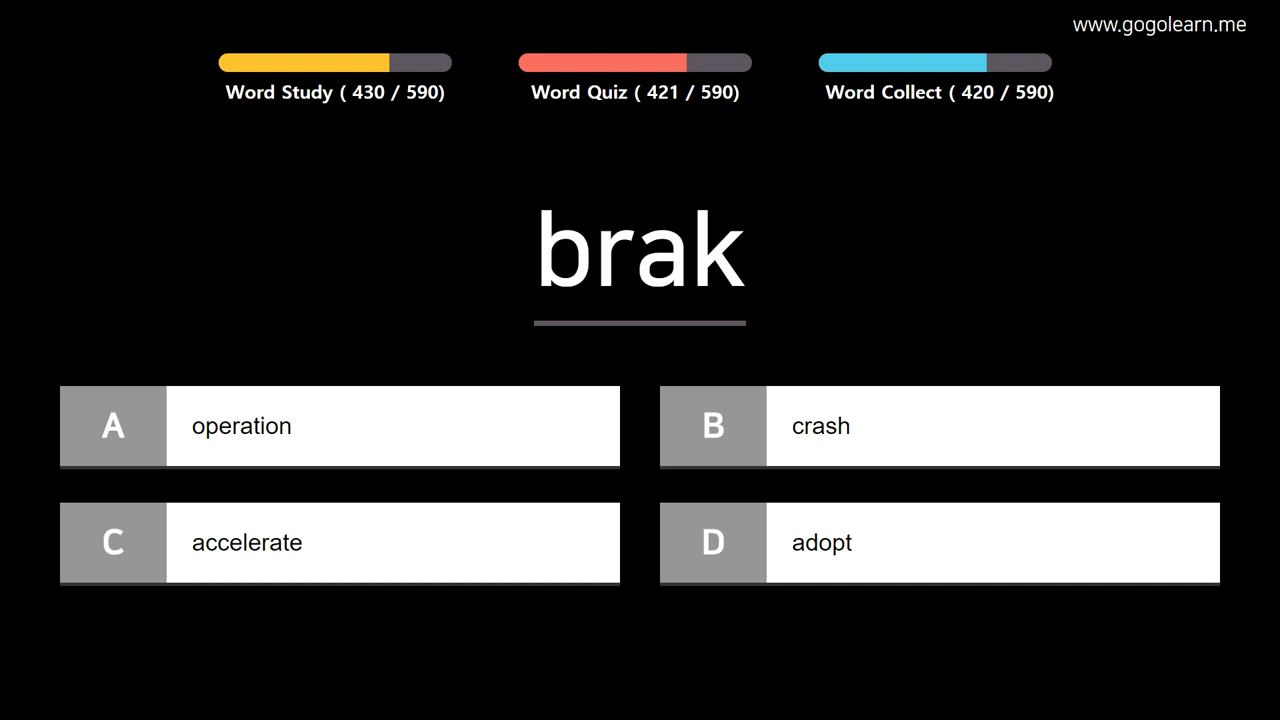 www.gogolearn.me
Word Study ( 430 / 590)
Word Quiz ( 421 / 590)
Word Collect ( 420 / 590)
brak
A operation
B crash
C accelerate
D adopt